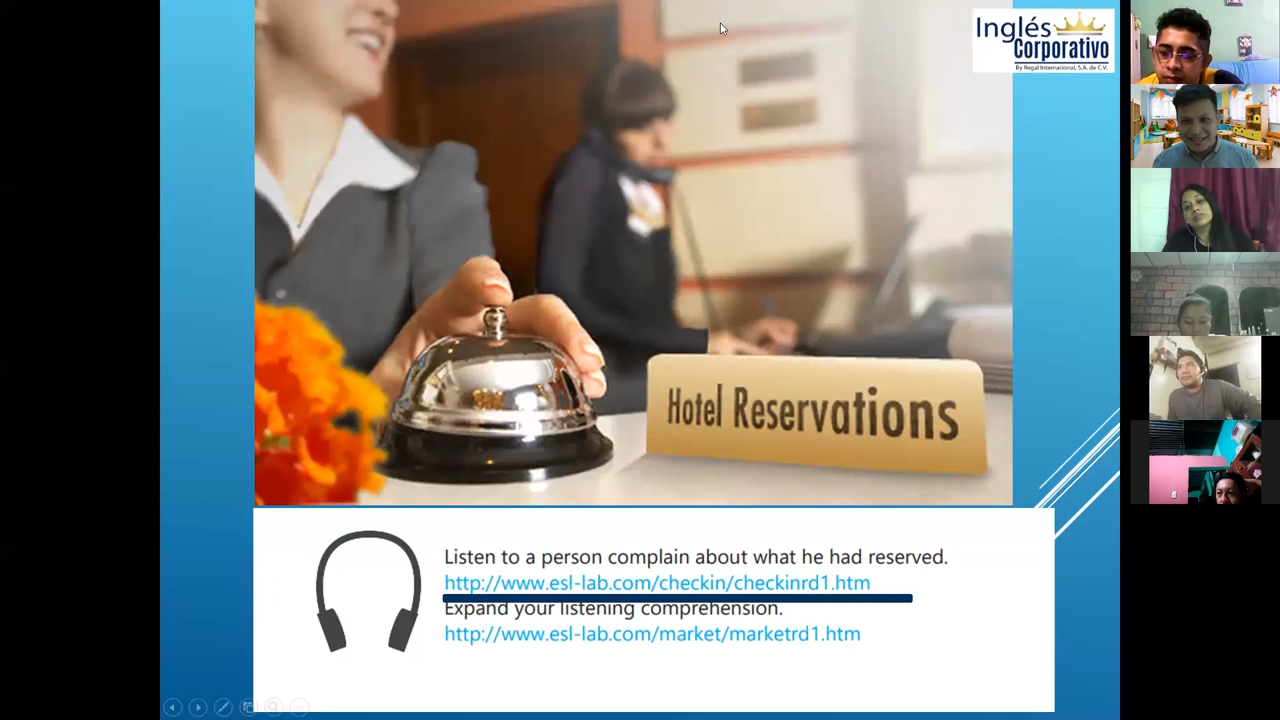 Inglés
Corporativo
By Regal International, S.A. de C.V.
Hotel Reservations
Listen to a person complain about what he had reserved.
http://www.esl-lab.com/checkin/checkinrd1.htm
Expand your listening comprehension.
http://www.esl-lab.com/market/marketrd1.htm